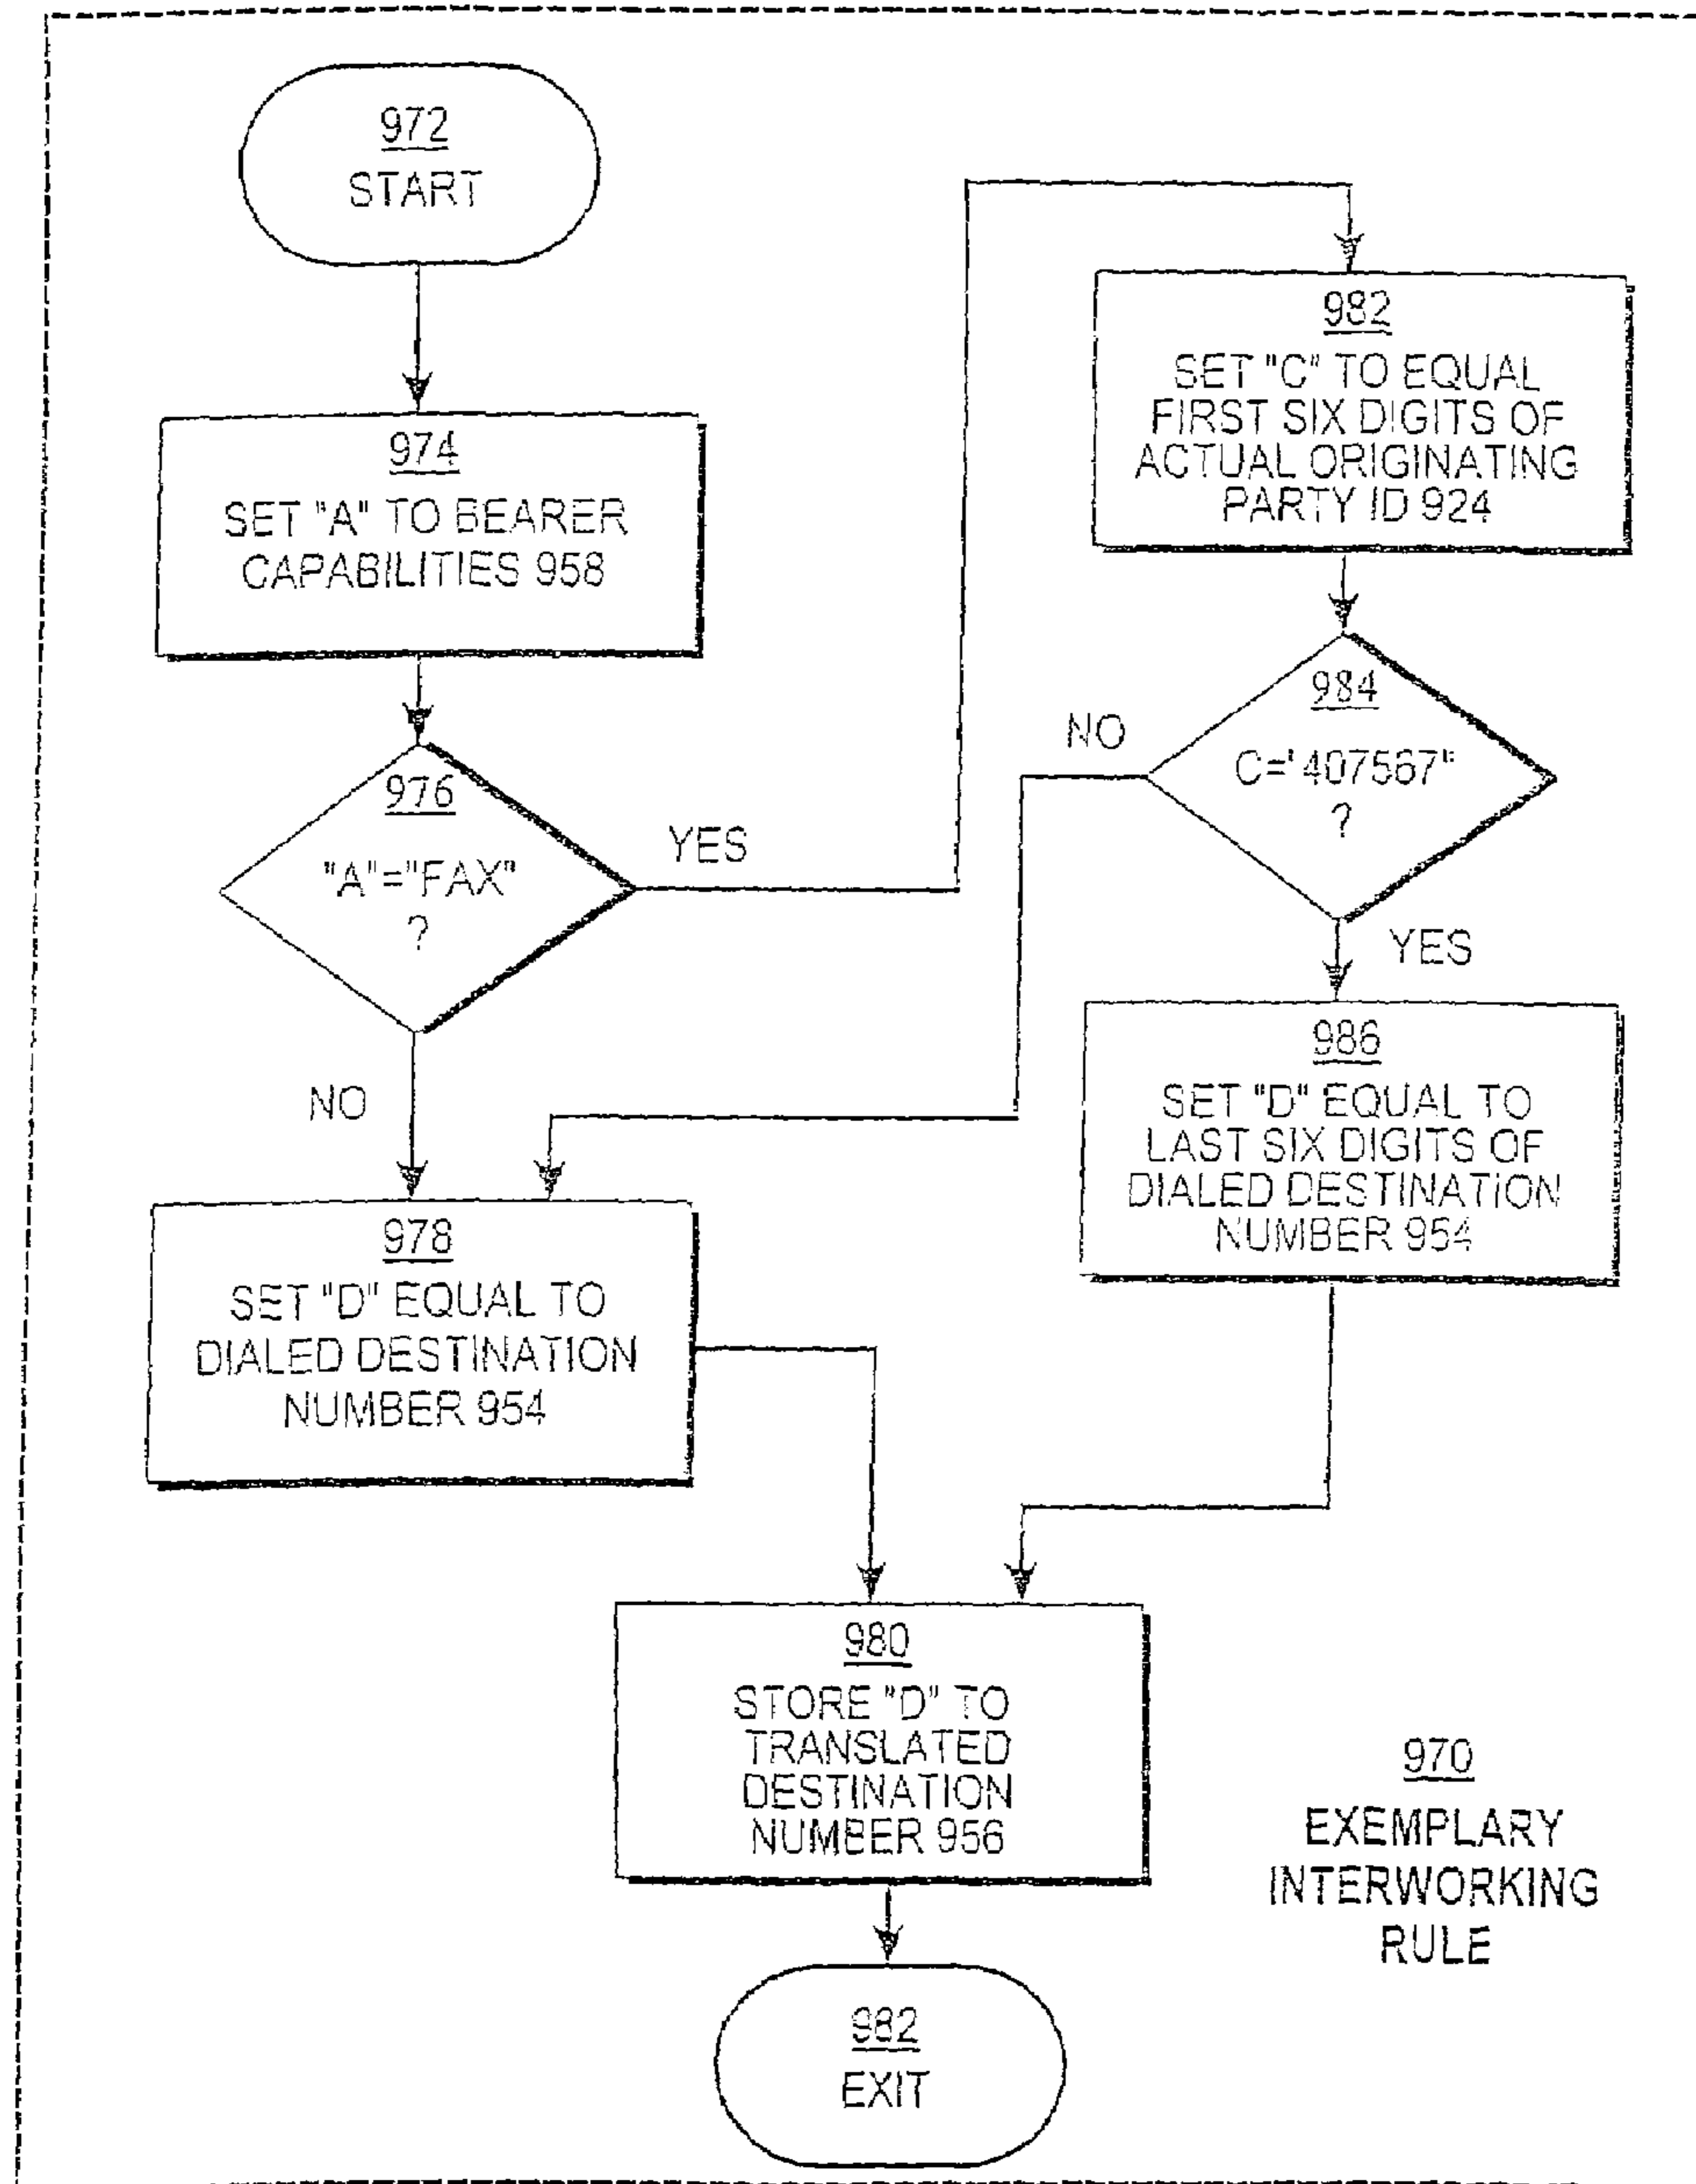 972
START
974
SET "A" TO BEARER
CAPABILITIES 958
976
"A"="FAX"
?
YES
NO
978
SET "D" EQUAL TO
DIALED DESTINATION
NUMBER 954
982
SET "C" TO EQUAL
FIRST SIX DIGITS OF
ACTUAL ORIGINATING
PARTY ID 924
984
C="407567"
?
NO
YES
986
SET "D" EQUAL TO
LAST SIX DIGITS OF
DIALED DESTINATION
NUMBER 954
980
STORE "D" TO
TRANSLATED
DESTINATION
NUMBER 956
982
EXIT
970
EXEMPLARY
INTERWORKING
RULE